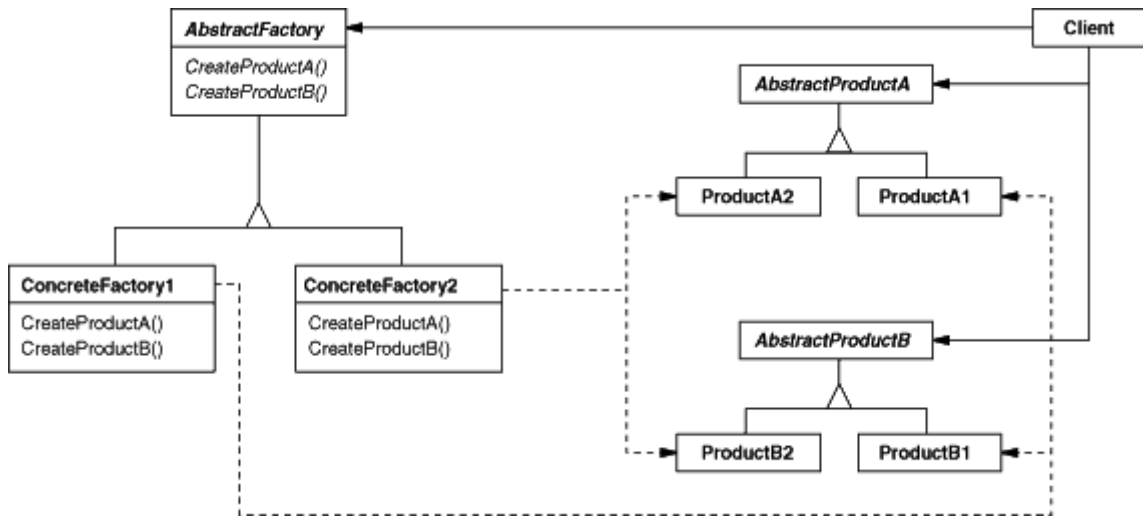 AbstractFactory
CreateProductA()
CreateProductB()
Client
AbstractProductA
ProductA2
ProductA1
ConcreteFactory1
CreateProductA()
CreateProductB()
ConcreteFactory2
CreateProductA()
CreateProductB()
AbstractProductB
ProductB2
ProductB1